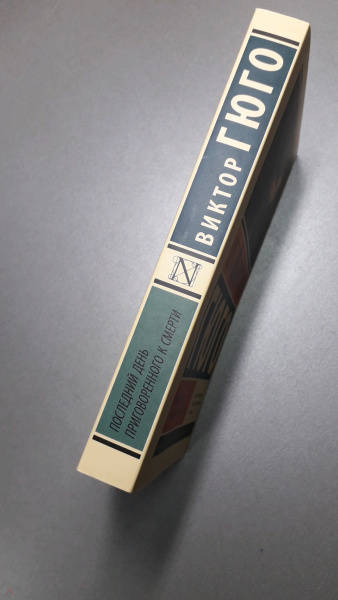 ВИКТОР ГЮГО
ПОСЛЕДНИЙ ДЕНЬ
ПРИГОВОРЕННОГО К СМЕРТИ